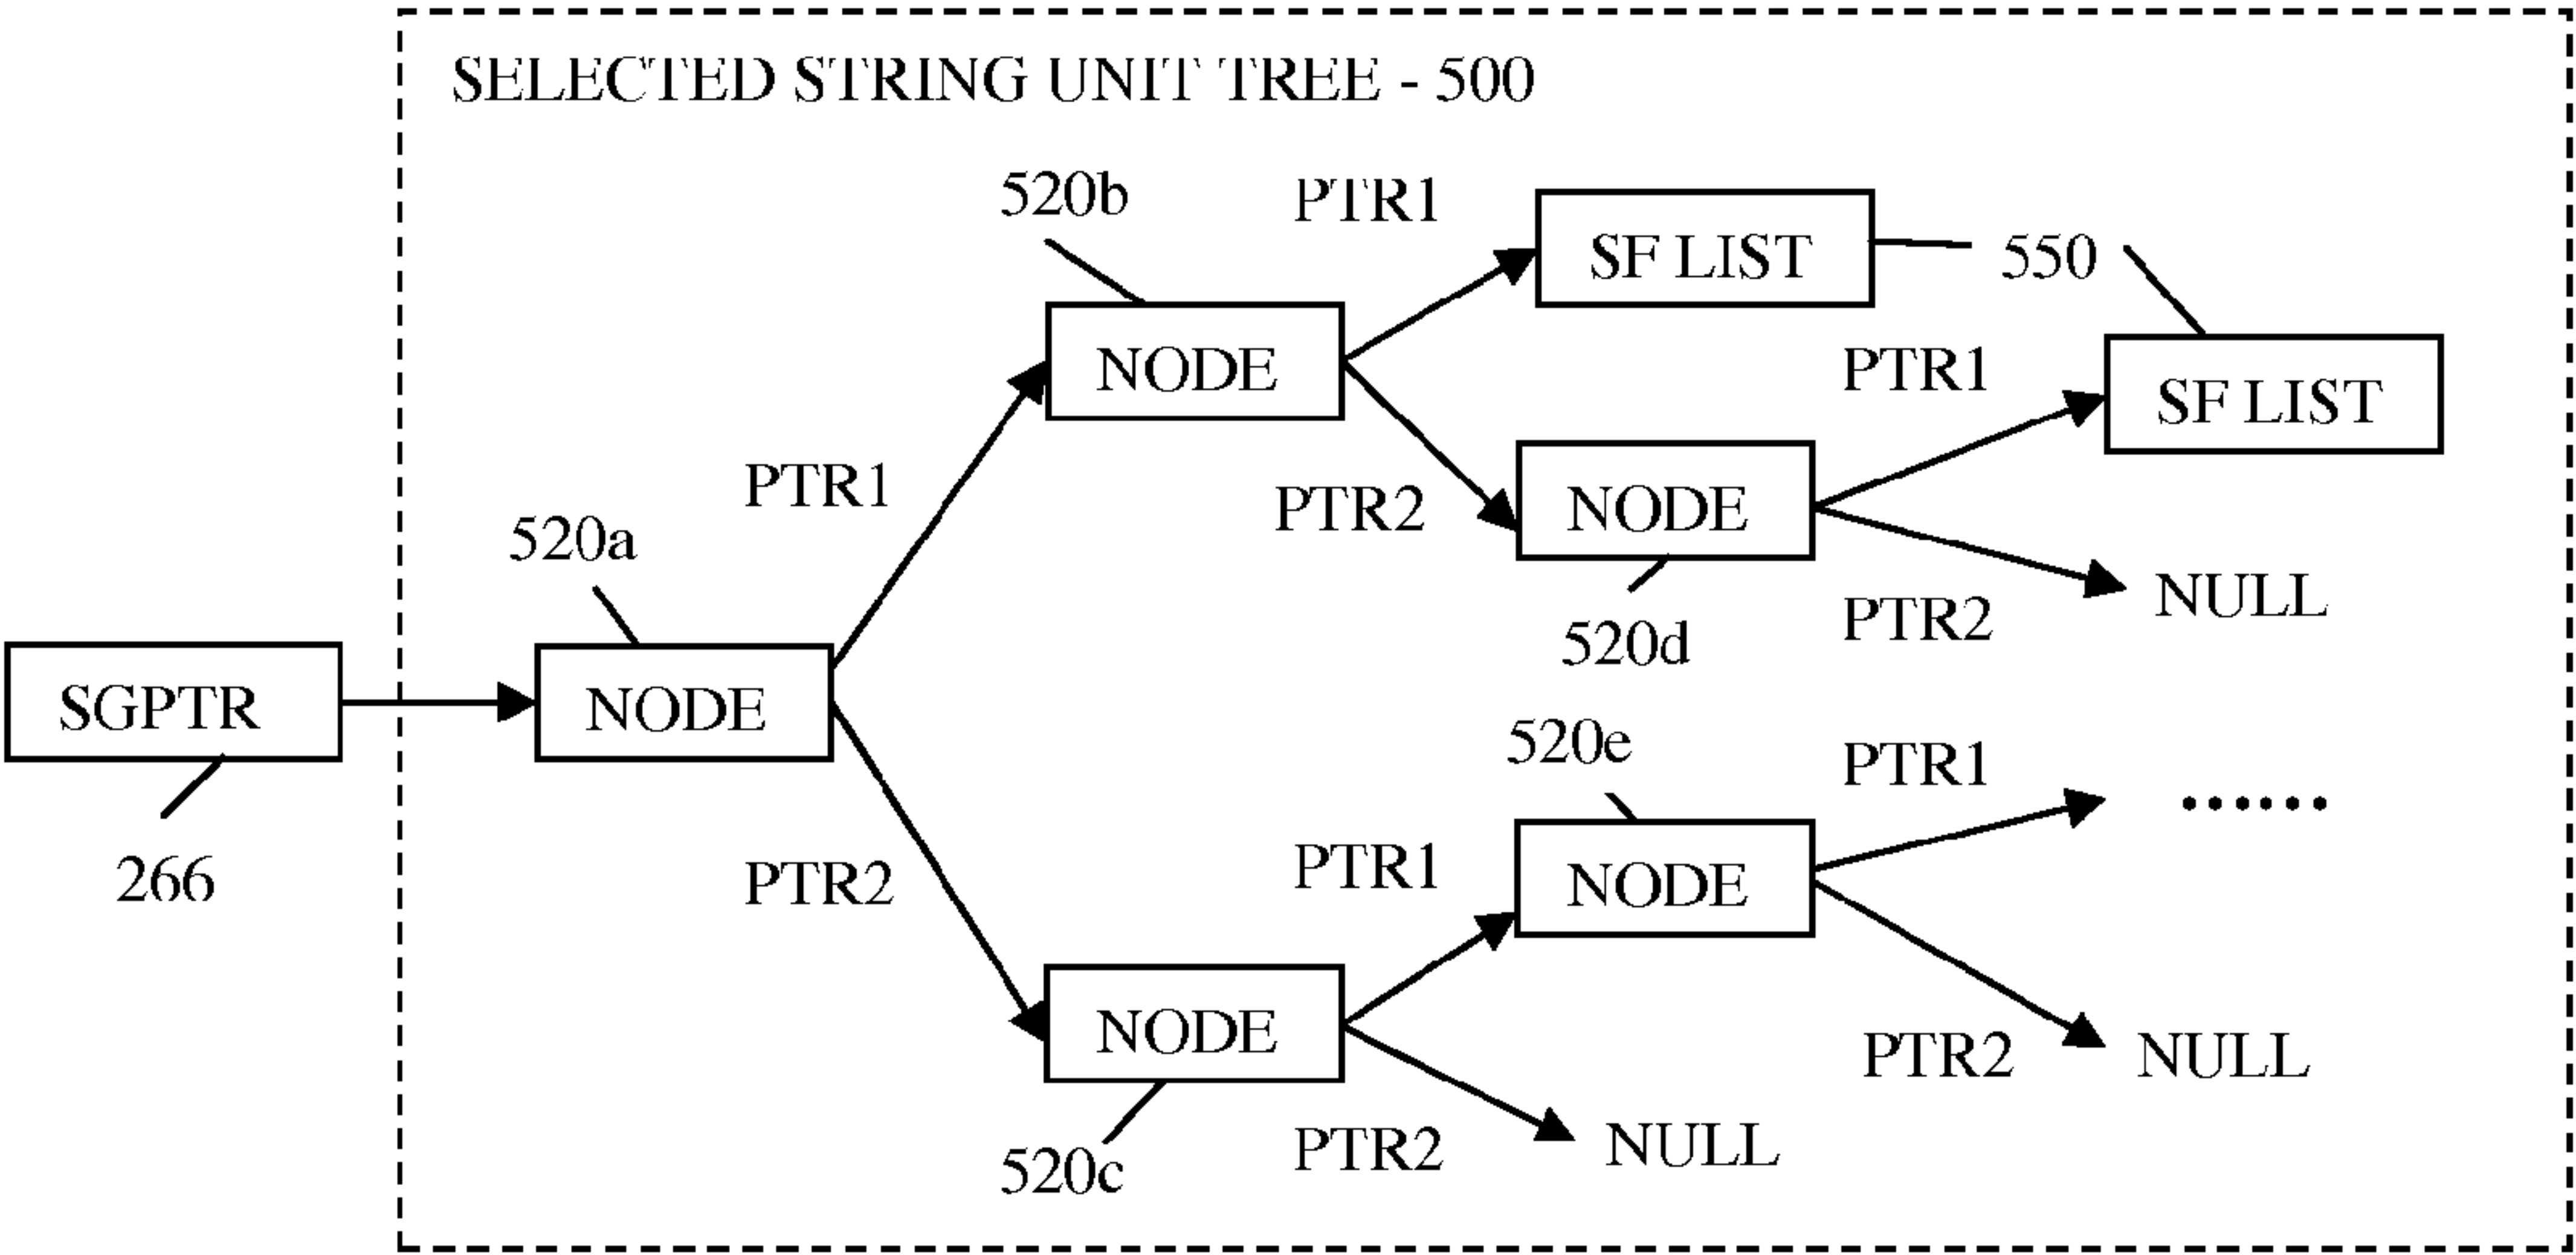 SELECTED STRING UNIT TREE - 500
520b
PTR1
SF LIST
550
NODE
PTR1
SF LIST
PTR1
PTR2
NODE
520a
NULL
PTR2
520d
SGPTR
NODE
520e
PTR1
......
266
PTR2
PTR1
NODE
NODE
PTR2
NULL
PTR2
NULL
520c